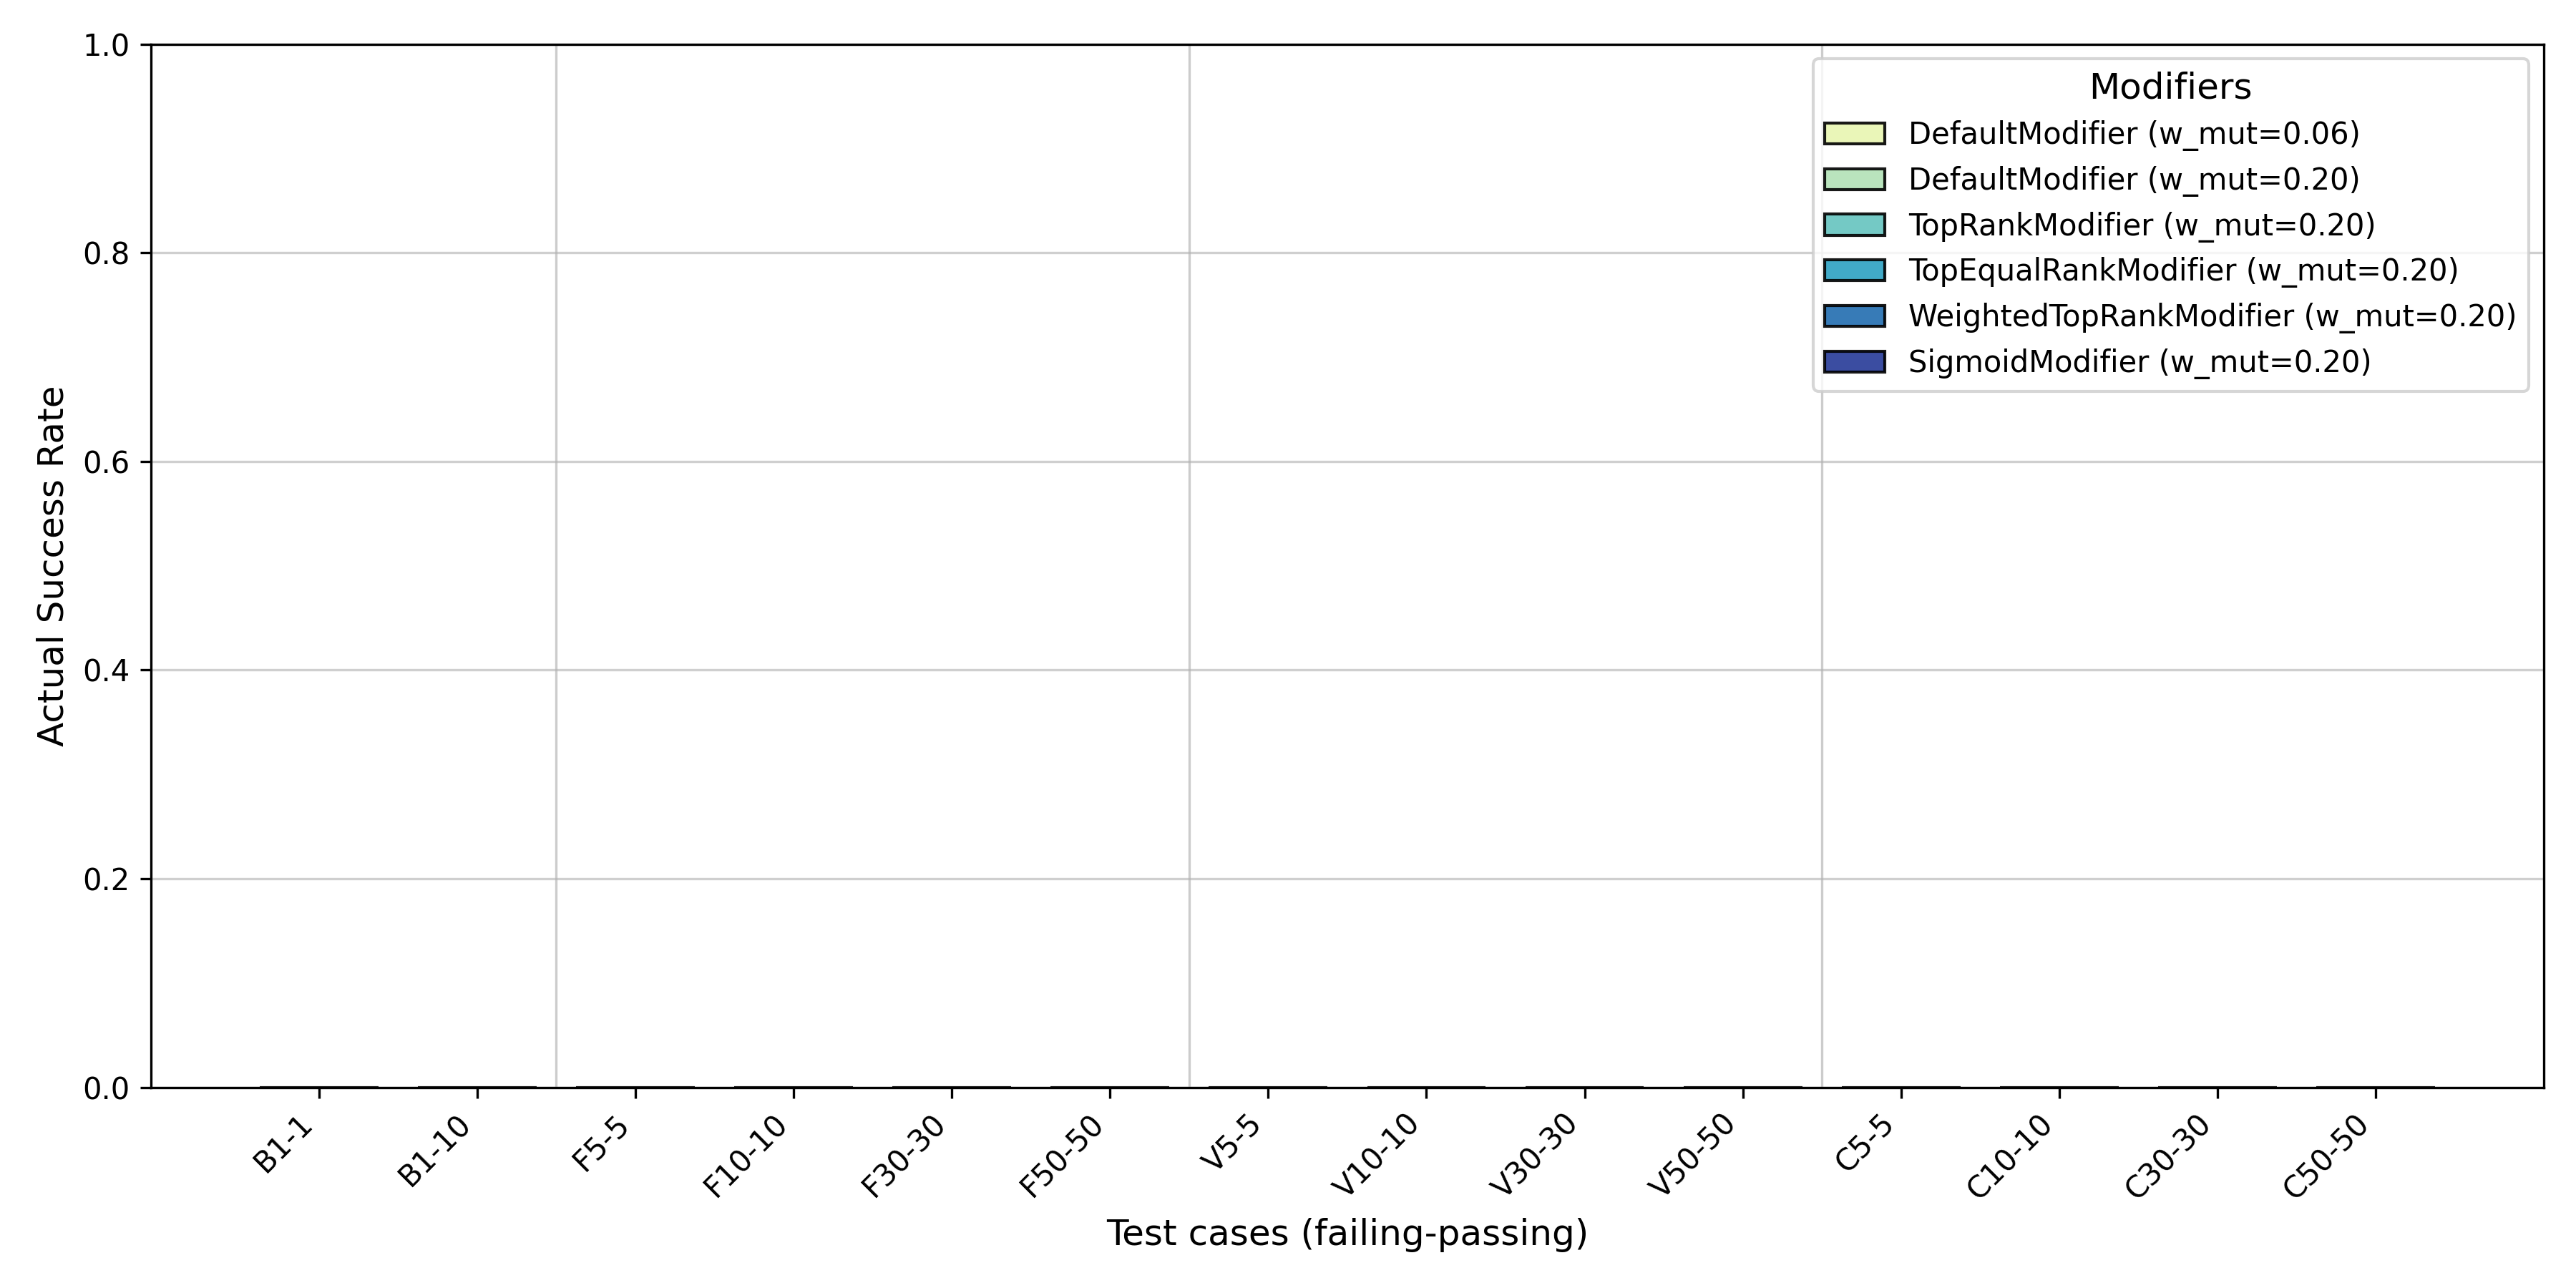 1.0
0.8
0.6
0.4
0.2
0.0
Actual Success Rate
Modifiers
DefaultModifier (w_mut=0.06)
DefaultModifier (w_mut=0.20)
TopRankModifier (w_mut=0.20)
TopEqualRankModifier (w_mut=0.20)
WeightedTopRankModifier (w_mut=0.20)
SigmoidModifier (w_mut=0.20)
B1-1
B1-10
F5-5
F10-10
F30-30
F50-50
V5-5
V10-10
V30-30
V50-50
C5-5
C10-10
C30-30
C50-50
Test cases (failing-passing)